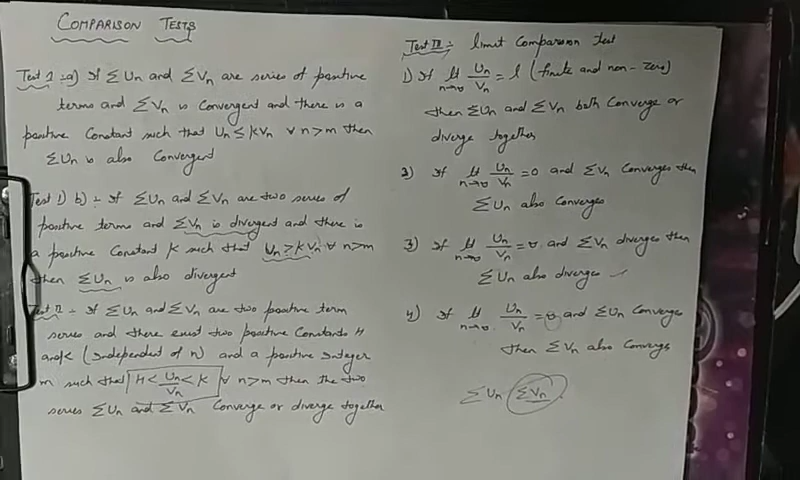 COMPARISON TESTS
Test 1 :- a) If ΣUn and ΣVn are series of positive
terms and ΣVn is Convergent and there is a
positive Constant such that Un ≤ kVn ∀ n>m then
ΣUn is also Convergent
Test 1) b) :- If ΣUn and ΣVn are two series of
positive terms and ΣVn is divergent and there is
a positive Constant K such that Un > kVn ∀ n>m
then ΣUn is also divergent
Test II :- If ΣUn and ΣVn are two positive term
series and there exist two positive Constants H
and K (Independent of n) and a positive Integer
m such that H < Un/Vn < K ∀ n>m then the two
series ΣUn and ΣVn Converge or diverge together
Test III :- limit Comparison test
1) If lt n→∞ Un/Vn = l (finite and non-zero)
then ΣUn and ΣVn both Converge or
diverge together
2) If lt n→∞ Un/Vn = 0 and ΣVn Converges then
ΣUn also Converges
3) If lt n→∞ Un/Vn = ∞ and ΣVn diverges then
ΣUn also diverges
4) If lt n→∞ Un/Vn = ∞ and ΣUn Converges
then ΣVn also Converges
ΣUn ΣVn.